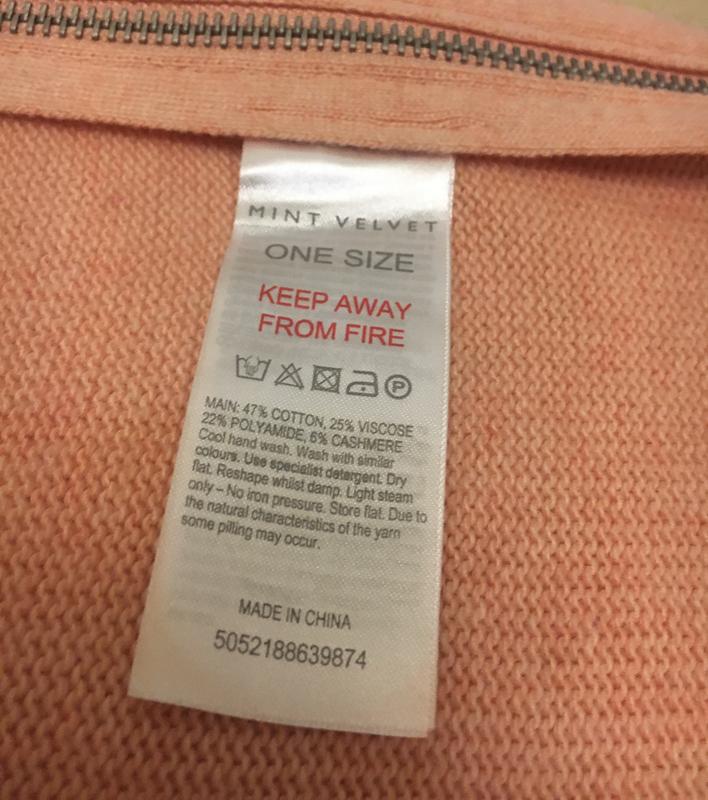 MINT VELVET
ONE SIZE
KEEP AWAY
FROM FIRE
P
MAIN: 47% COTTON, 25% VISCOSE
22% POLYAMIDE, 6% CASHMERE
Cool hand wash. Wash with similar
colours. Use specialist detergent. Dry
flat. Reshape whilst damp. Light steam
only – No iron pressure. Store flat. Due to
the natural characteristics of the yarn
some pilling may occur.
MADE IN CHINA
5052188639874